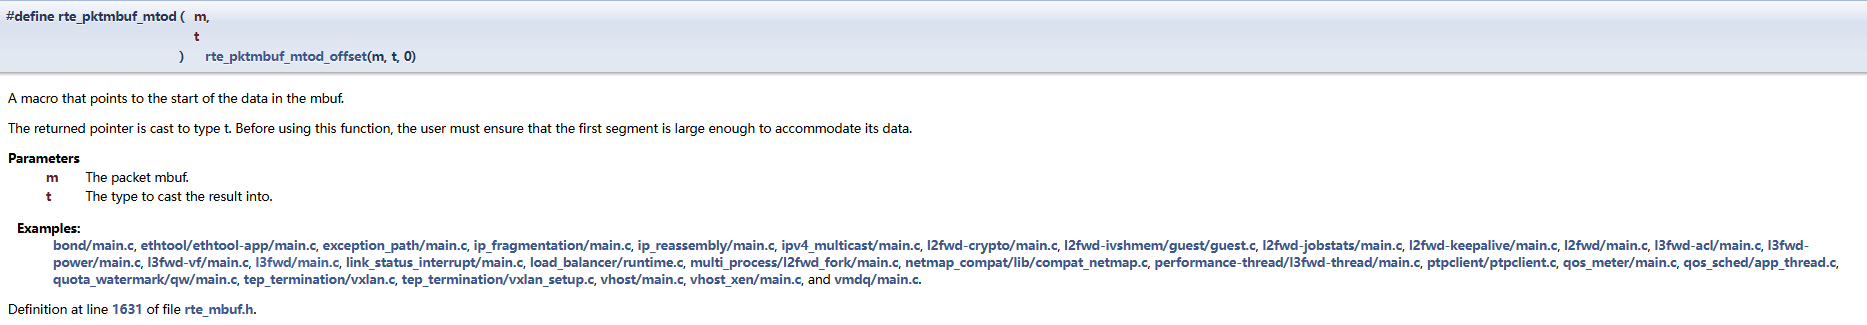 #define rte_pktmbuf_mtod ( m,
t
) rte_pktmbuf_mtod_offset(m, t, 0)
A macro that points to the start of the data in the mbuf.
The returned pointer is cast to type t. Before using this function, the user must ensure that the first segment is large enough to accommodate its data.
Parameters
m The packet mbuf.
t The type to cast the result into.
Examples:
bond/main.c, ethtool/ethtool-app/main.c, exception_path/main.c, ip_fragmentation/main.c, ip_reassembly/main.c, ipv4_multicast/main.c, l2fwd-crypto/main.c, l2fwd-ivshmem/guest/guest.c, l2fwd-jobstats/main.c, l2fwd-keepalive/main.c, l2fwd/main.c, l3fwd-acl/main.c, l3fwd-
power/main.c, l3fwd-vf/main.c, l3fwd/main.c, link_status_interrupt/main.c, load_balancer/runtime.c, multi_process/l2fwd_fork/main.c, netmap_compat/lib/compat_netmap.c, performance-thread/l3fwd-thread/main.c, ptpclient/ptpclient.c, qos_meter/main.c, qos_sched/app_thread.c,
quota_watermark/qw/main.c, tep_termination/vxlan.c, tep_termination/vxlan_setup.c, vhost/main.c, vhost_xen/main.c, and vmdq/main.c.
Definition at line 1631 of file rte_mbuf.h.